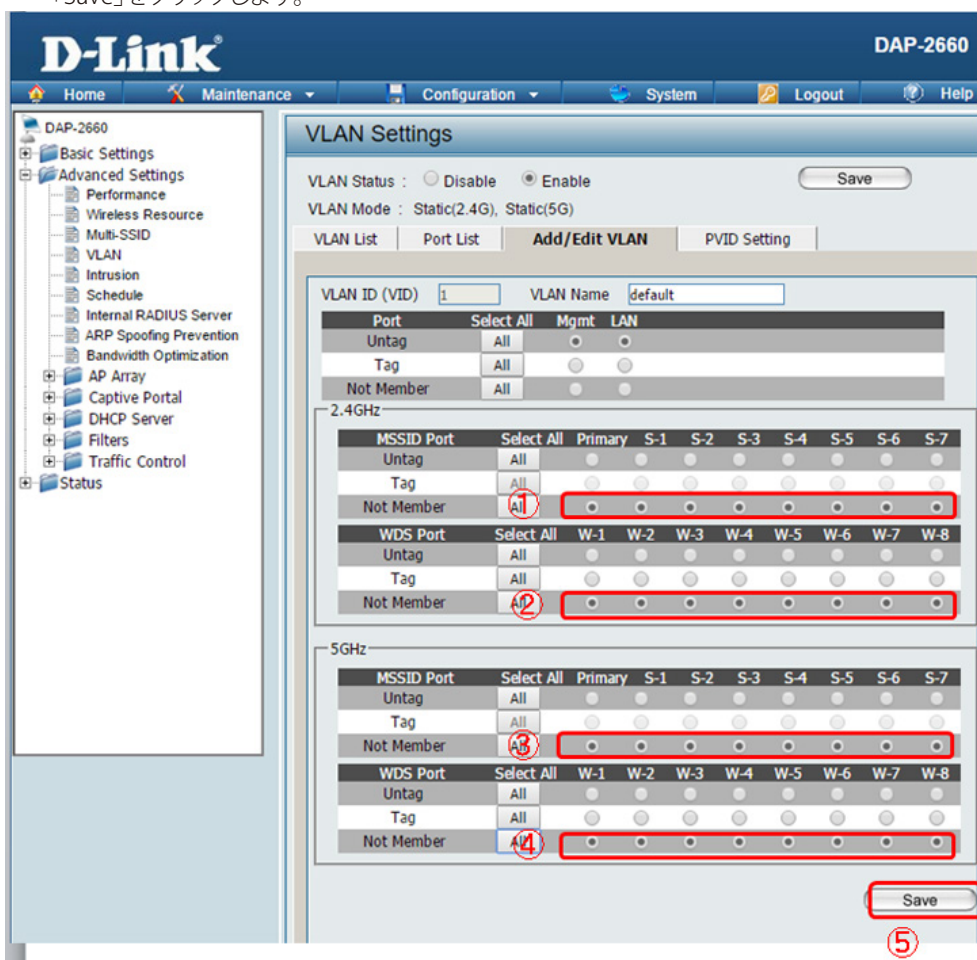 「Save」をクリックします。
D-Link
DAP-2660
Home Maintenance Configuration System Logout Help
DAP-2660
Basic Settings
Advanced Settings
Performance
Wireless Resource
Multi-SSID
VLAN
Intrusion
Schedule
Internal RADIUS Server
ARP Spoofing Prevention
Bandwidth Optimization
AP Array
Captive Portal
DHCP Server
Filters
Traffic Control
Status
VLAN Settings
VLAN Status : Disable Enable Save
VLAN Mode : Static(2.4G), Static(5G)
VLAN List Port List Add/Edit VLAN PVID Setting
VLAN ID (VID) 1 VLAN Name default
Port Select All Mgmt LAN
Untag All
Tag All
Not Member All
2.4GHz
MSSID Port Select All Primary S-1 S-2 S-3 S-4 S-5 S-6 S-7
Untag All
Tag All
Not Member All ①
WDS Port Select All W-1 W-2 W-3 W-4 W-5 W-6 W-7 W-8
Untag All
Tag All
Not Member All ②
5GHz
MSSID Port Select All Primary S-1 S-2 S-3 S-4 S-5 S-6 S-7
Untag All
Tag All
Not Member All ③
WDS Port Select All W-1 W-2 W-3 W-4 W-5 W-6 W-7 W-8
Untag All
Tag All
Not Member All ④
Save
⑤